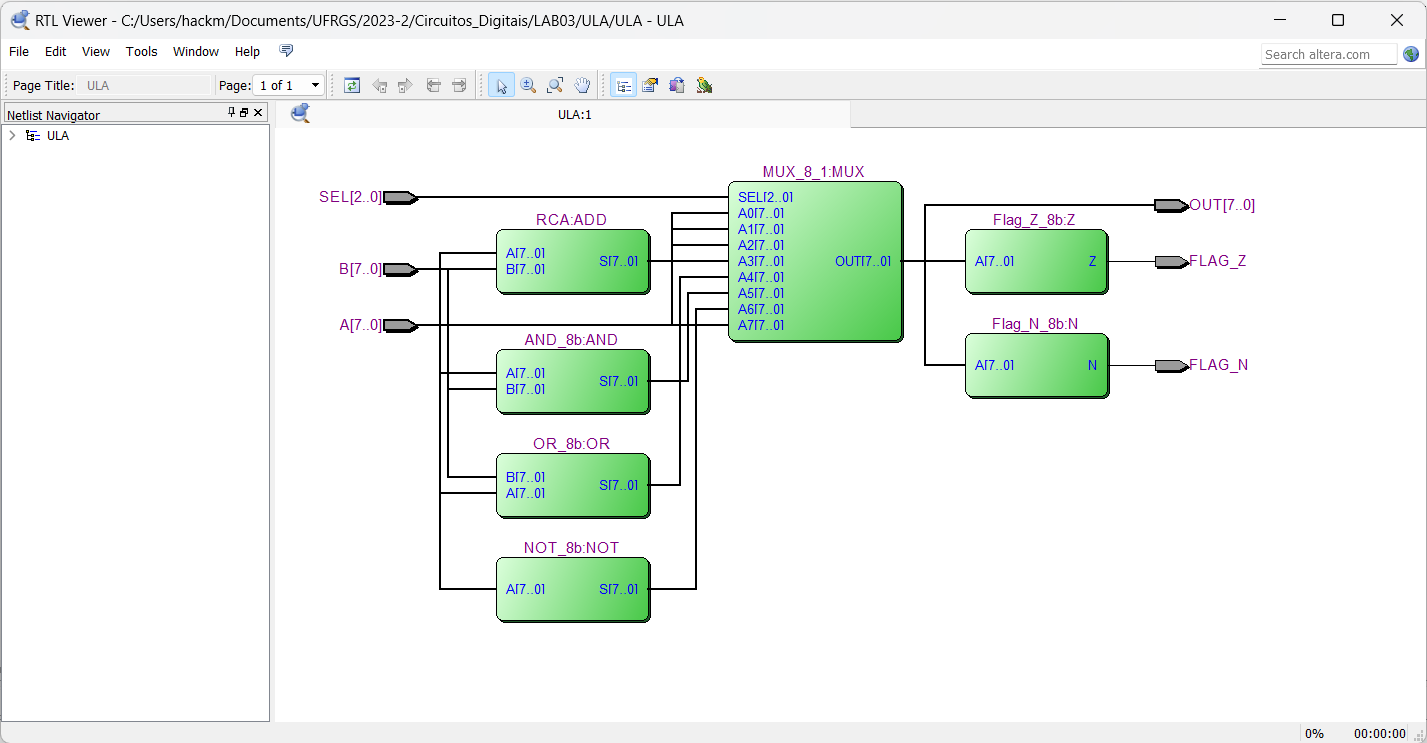 RTL Viewer - C:/Users/hackm/Documents/UFRGS/2023-2/Circuitos_Digitais/LAB03/ULA/ULA - ULA
File Edit View Tools Window Help
Search altera.com
Page Title: ULA Page: 1 of 1
Netlist Navigator
ULA
ULA:1
MUX_8_1:MUX
SEL[2..0]
SEL[2..0]
A0[7..0]
A1[7..0]
A2[7..0]
A3[7..0]
A4[7..0]
A5[7..0]
A6[7..0]
A7[7..0]
OUT[7..0]
RCA:ADD
A[7..0]
B[7..0]
S[7..0]
B[7..0]
A[7..0]
AND_8b:AND
A[7..0]
B[7..0]
S[7..0]
OR_8b:OR
B[7..0]
A[7..0]
S[7..0]
NOT_8b:NOT
A[7..0]
S[7..0]
OUT[7..0]
Flag_Z_8b:Z
A[7..0]
Z
FLAG_Z
Flag_N_8b:N
A[7..0]
N
FLAG_N
0% 00:00:00